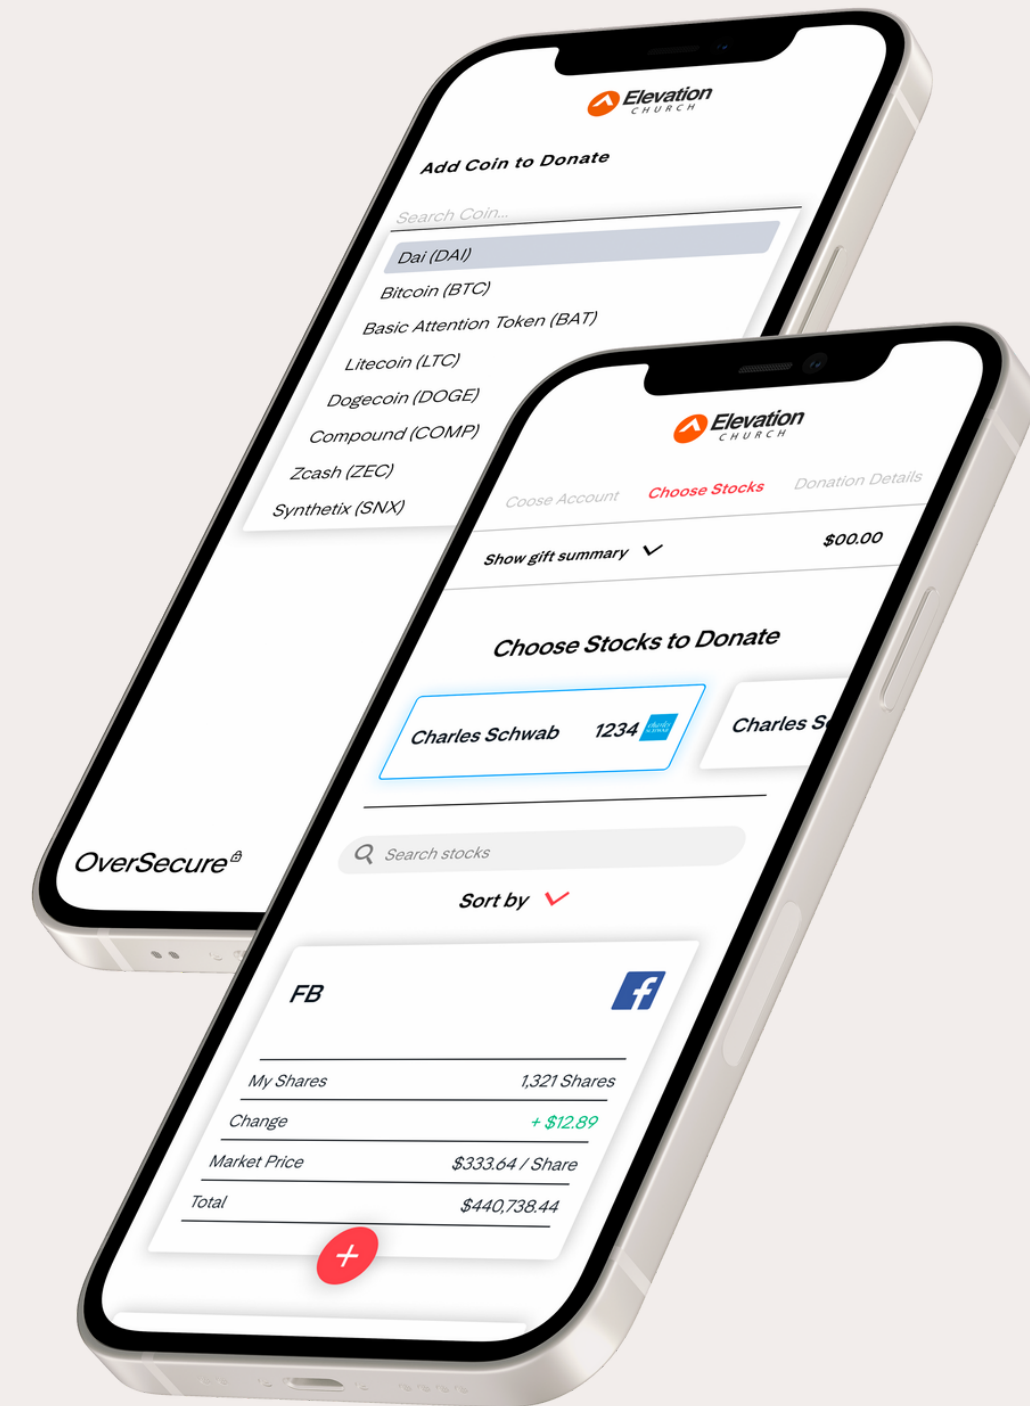 Elevation
CHURCH
Add Coin to Donate
Search Coin...
Dai (DAI)
Bitcoin (BTC)
Basic Attention Token (BAT)
Litecoin (LTC)
Dogecoin (DOGE)
Compound (COMP)
Zcash (ZEC)
Synthetix (SNX)
OverSecure
Elevation
CHURCH
Coose Account Choose Stocks Donation Details
Show gift summary $00.00
Choose Stocks to Donate
Charles Schwab 1234 charles SCHWAB Charles
Search stocks
Sort by
FB f
My Shares 1,321 Shares
Change + $12.89
Market Price $333.64 / Share
Total $440,738.44